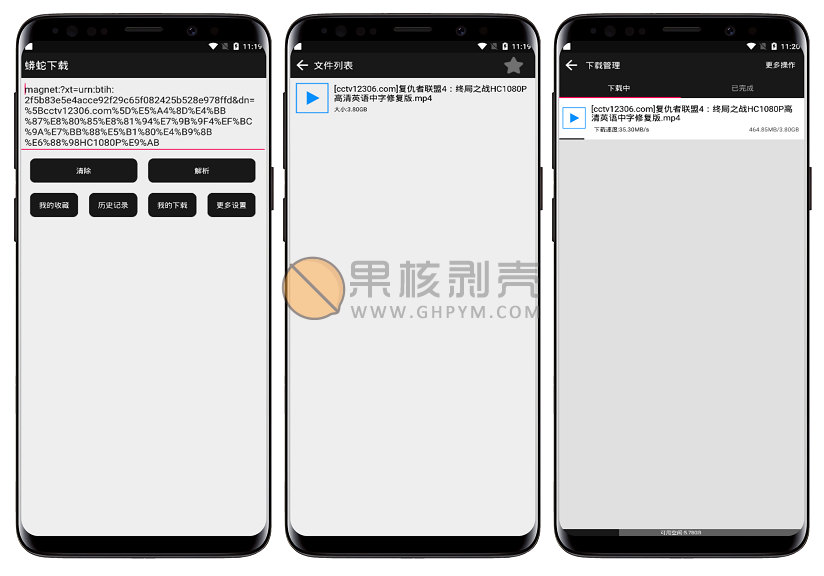 11:19
蟒蛇下载
magnet:?xt=urn:btih:
2f5b83e5e4acce92f29c65f082425b528e978ffd&dn=
%5Bcctv12306.com%5D%E5%A4%8D%E4%BB
%87%E8%80%85%E8%81%94%E7%9B%9F4%EF%BC
%9A%E7%BB%88%E5%B1%80%E4%B9%8B
%E6%88%98HC1080P%E9%AB
清除
解析
我的收藏
历史记录
我的下载
更多设置
11:19
文件列表
[cctv12306.com]复仇者联盟4：终局之战HC1080P
高清英语中字修复版.mp4
大小:3.80GB
11:20
下载管理
更多操作
下载中
已完成
[cctv12306.com]复仇者联盟4：终局之战HC1080P高
清英语中字修复版.mp4
下载速度:35.30MB/s
464.85MB/3.80GB
可用空间 5.78GB
果核剥壳
WWW.GHPYM.COM